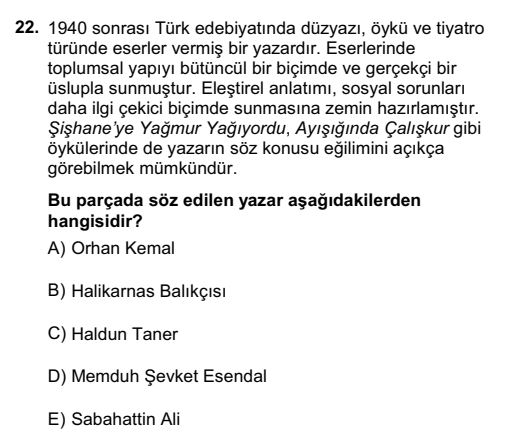 22. 1940 sonrası Türk edebiyatında düzyazı, öykü ve tiyatro
türünde eserler vermiş bir yazardır. Eserlerinde
toplumsal yapıyı bütüncül bir biçimde ve gerçekçi bir
üslupla sunmuştur. Eleştirel anlatımı, sosyal sorunları
daha ilgi çekici biçimde sunmasına zemin hazırlamıştır.
Şişhane'ye Yağmur Yağıyordu, Ayışığında Çalışkur gibi
öykülerinde de yazarın söz konusu eğilimini açıkça
görebilmek mümkündür.
Bu parçada söz edilen yazar aşağıdakilerden
hangisidir?
A) Orhan Kemal
B) Halikarnas Balıkçısı
C) Haldun Taner
D) Memduh Şevket Esendal
E) Sabahattin Ali